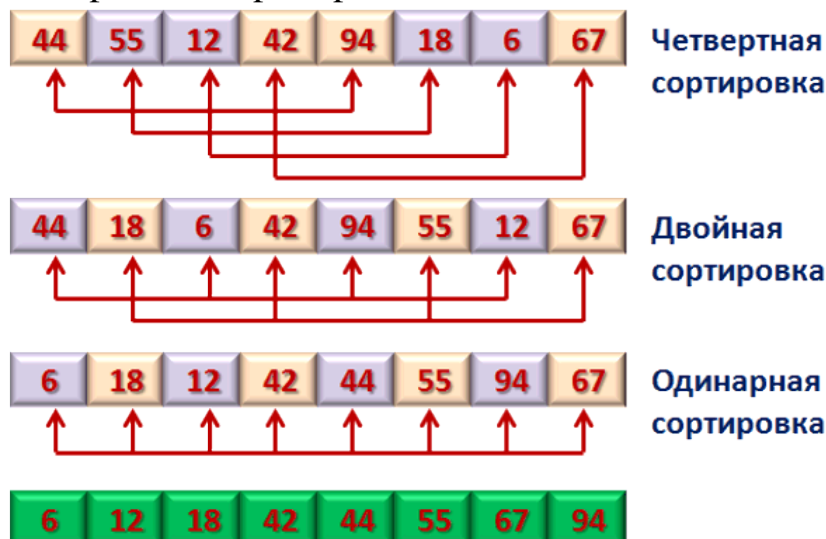 44 55 12 42 94 18 6 67
Четвертная
сортировка
44 18 6 42 94 55 12 67
Двойная
сортировка
6 18 12 42 44 55 94 67
Одинарная
сортировка
6 12 18 42 44 55 67 94